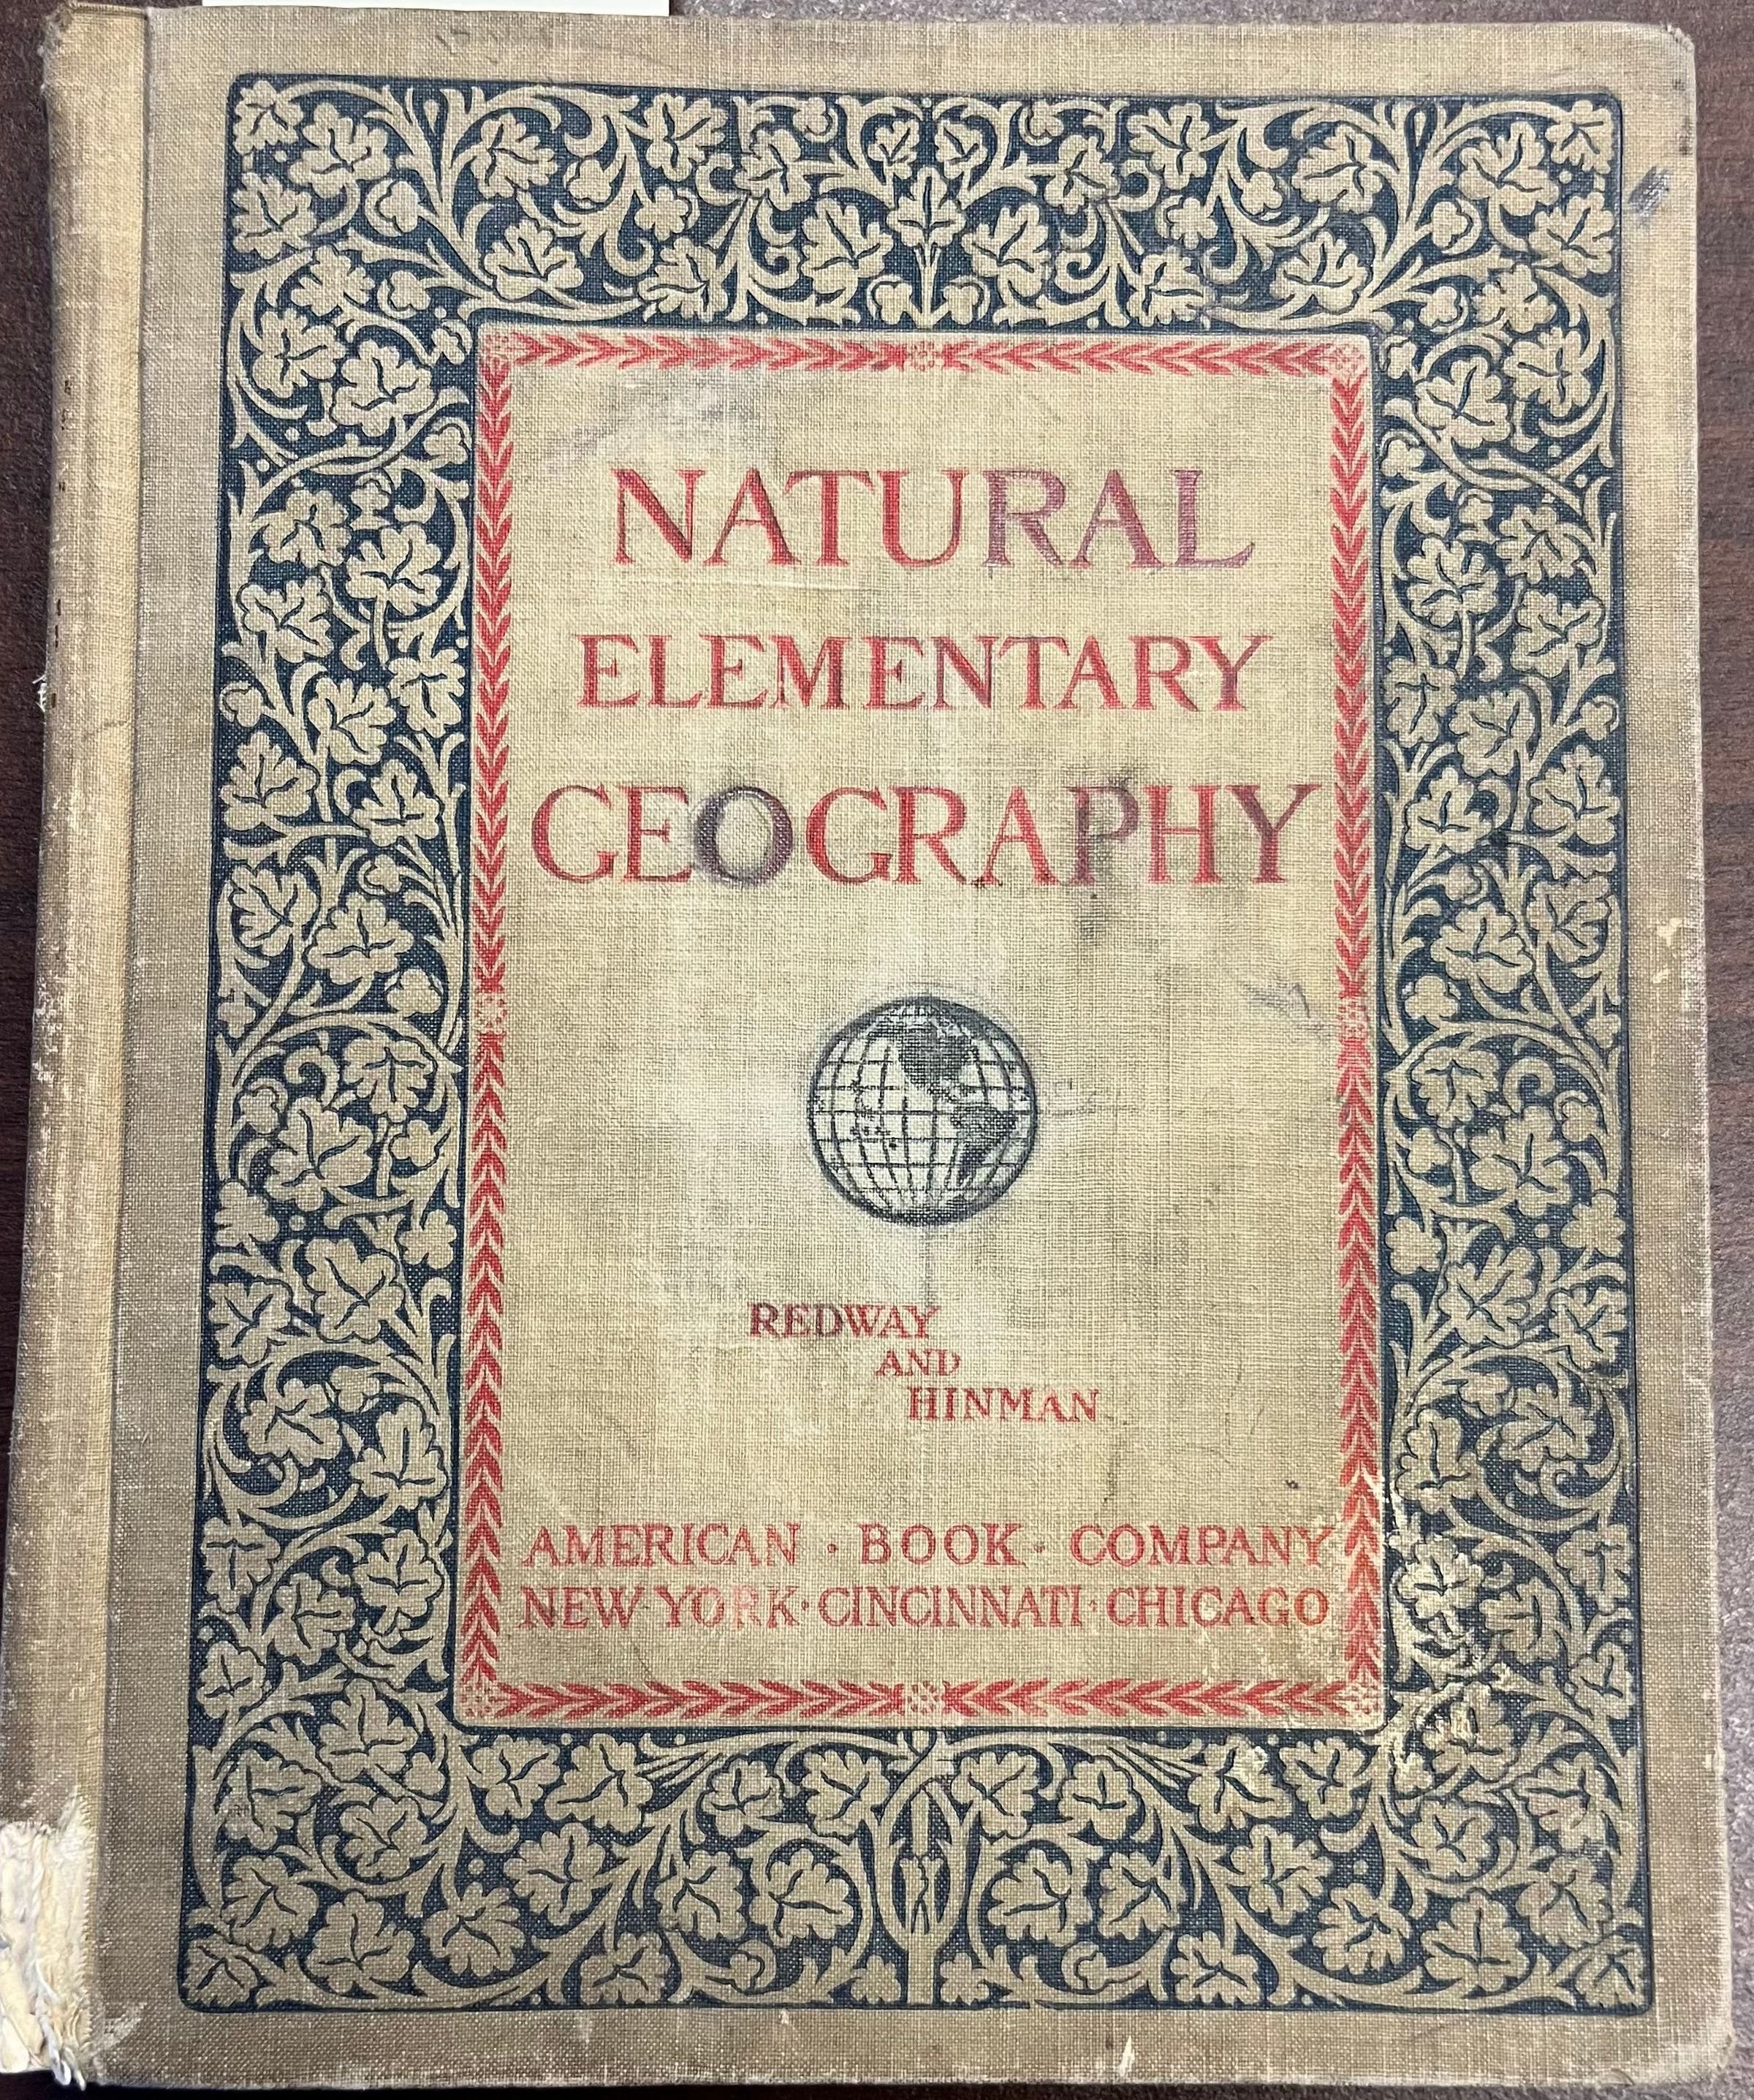 NATURAL
ELEMENTARY
GEOGRAPHY
REDWAY
AND
HINMAN
AMERICAN · BOOK · COMPANY
NEW YORK · CINCINNATI · CHICAGO